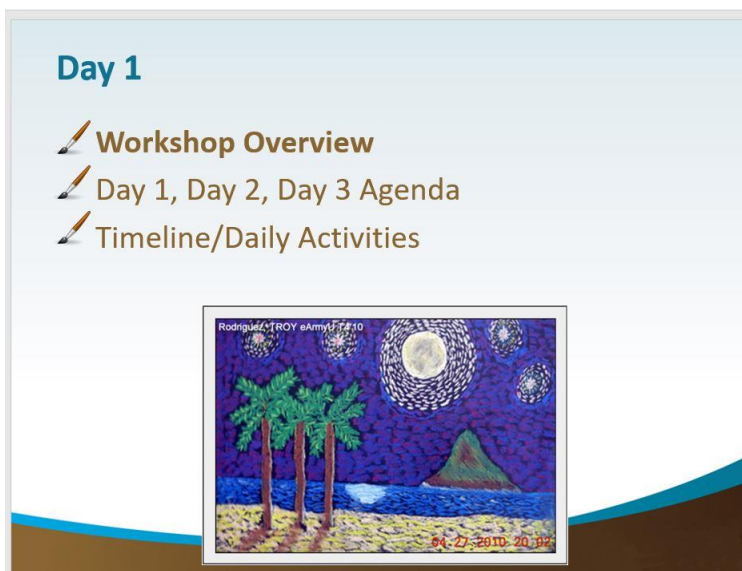 Day 1
Workshop Overview
Day 1, Day 2, Day 3 Agenda
Timeline/Daily Activities
Rodriguez, TROY eArmyU T4 10
04 27 2010 20 02